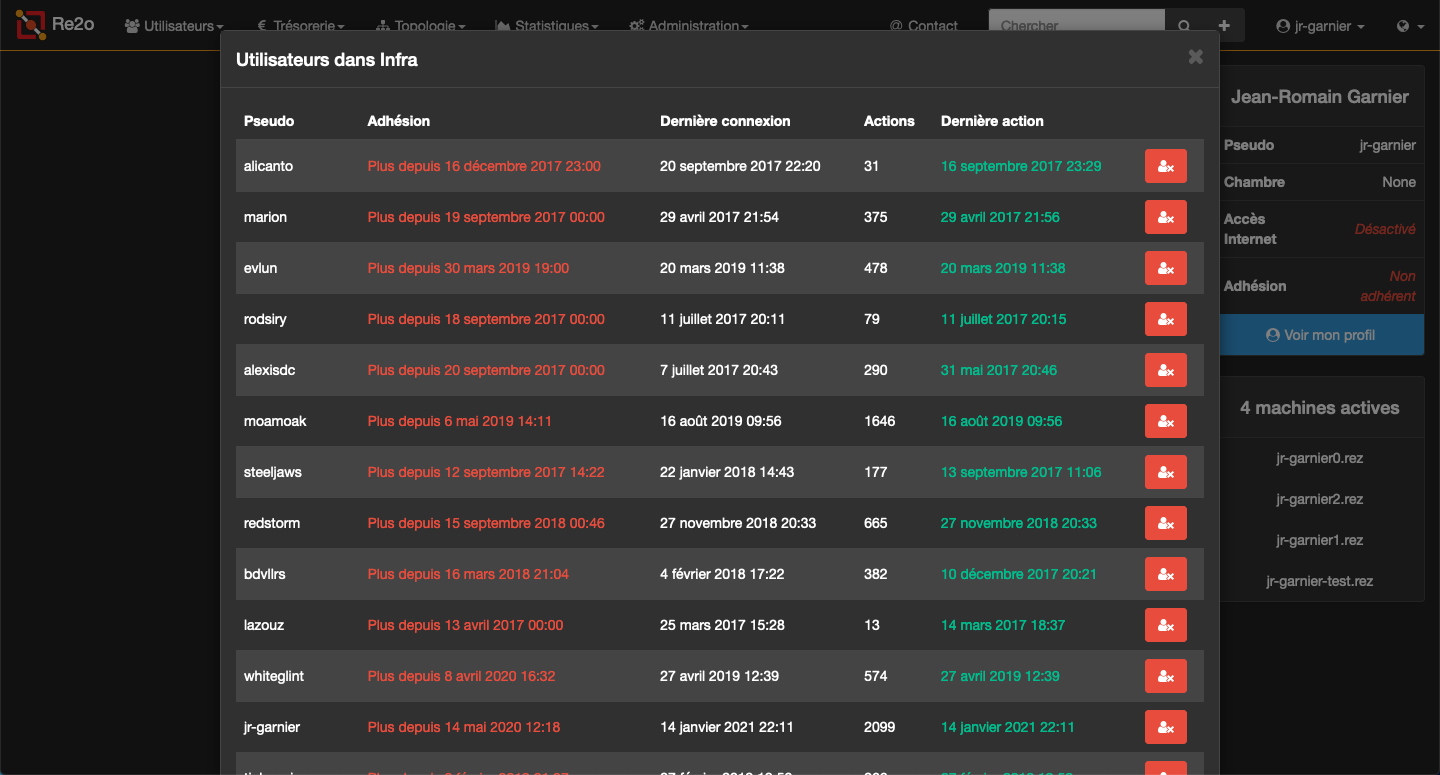 Re2o Utilisateurs € Trésorerie Topologie Statistiques Administration @ Contact Chercher jr-garnier
Utilisateurs dans Infra
Pseudo Adhésion Dernière connexion Actions Dernière action
alicanto Plus depuis 16 décembre 2017 23:00 20 septembre 2017 22:20 31 16 septembre 2017 23:29
marion Plus depuis 19 septembre 2017 00:00 29 avril 2017 21:54 375 29 avril 2017 21:56
evlun Plus depuis 30 mars 2019 19:00 20 mars 2019 11:38 478 20 mars 2019 11:38
rodsiry Plus depuis 18 septembre 2017 00:00 11 juillet 2017 20:11 79 11 juillet 2017 20:15
alexisdc Plus depuis 20 septembre 2017 00:00 7 juillet 2017 20:43 290 31 mai 2017 20:46
moamoak Plus depuis 6 mai 2019 14:11 16 août 2019 09:56 1646 16 août 2019 09:56
steeljaws Plus depuis 12 septembre 2017 14:22 22 janvier 2018 14:43 177 13 septembre 2017 11:06
redstorm Plus depuis 15 septembre 2018 00:46 27 novembre 2018 20:33 665 27 novembre 2018 20:33
bdvllrs Plus depuis 16 mars 2018 21:04 4 février 2018 17:22 382 10 décembre 2017 20:21
lazouz Plus depuis 13 avril 2017 00:00 25 mars 2017 15:28 13 14 mars 2017 18:37
whiteglint Plus depuis 8 avril 2020 16:32 27 avril 2019 12:39 574 27 avril 2019 12:39
jr-garnier Plus depuis 14 mai 2020 12:18 14 janvier 2021 22:11 2099 14 janvier 2021 22:11
Jean-Romain Garnier
Pseudo jr-garnier
Chambre None
Accès Internet Désactivé
Adhésion Non adhérent
Voir mon profil
4 machines actives
jr-garnier0.rez
jr-garnier2.rez
jr-garnier1.rez
jr-garnier-test.rez